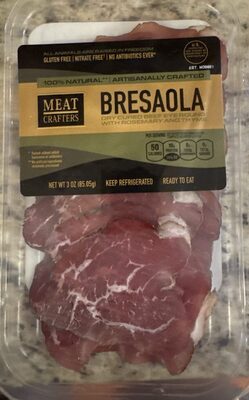 ALL ANIMALS ARE RAISED IN FREEDOM
GLUTEN FREE | NITRATE FREE* | NO ANTIBIOTICS EVER*
100% NATURAL** | ARTISANALLY CRAFTED
MEAT
CRAFTERS
BRESAOLA
DRY CURED BEEF EYE ROUND
WITH ROSEMARY AND THYME
PER SERVING
50
CALORIES
NET WT 3 OZ (85.05g)
KEEP REFRIGERATED
READY TO EAT